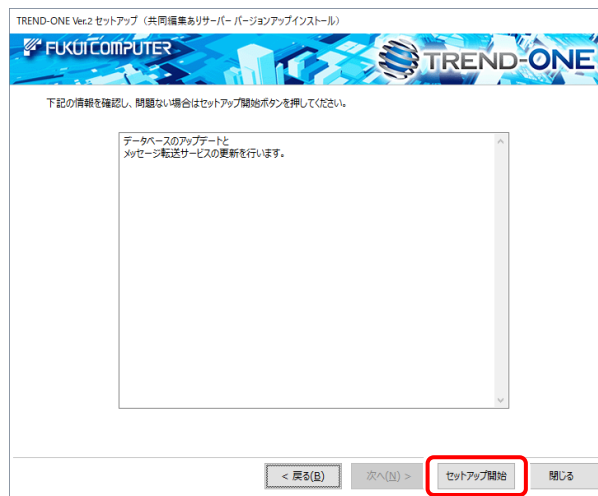 TREND-ONE Ver.2 セットアップ（共同編集ありサーバー バージョンアップインストール）
FUKUI COMPUTER
TREND-ONE
下記の情報を確認し、問題ない場合はセットアップ開始ボタンを押してください。
データベースのアップデートと
メッセージ転送サービスの更新を行います。
< 戻る(B) 次へ(N) > セットアップ開始 閉じる